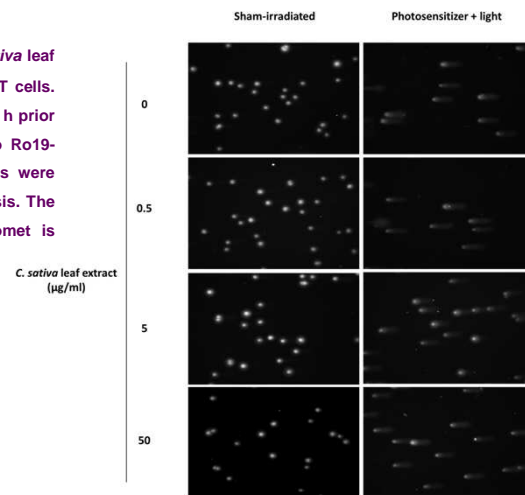 Sham-irradiated Photosensitizer + light
iva leaf
T cells.
h prior
Ro19-
s were
sis. The
omet is
C. sativa leaf extract
(µg/ml)
0
0.5
5
50